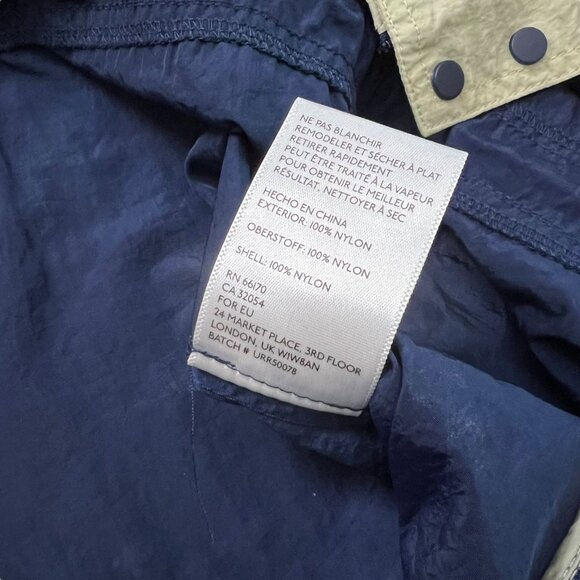 NE PAS BLANCHIR
REMODELER ET SÉCHER À PLAT
RETIRER RAPIDEMENT
PEUT ÊTRE TRAITÉ À LA VAPEUR
POUR OBTENIR LE MEILLEUR
RÉSULTAT. NETTOYER À SEC
HECHO EN CHINA
EXTERIOR: 100% NYLON
OBERSTOFF: 100% NYLON
SHELL: 100% NYLON
RN 66170
CA 32054
FOR EU
24 MARKET PLACE, 3RD FLOOR
LONDON, UK W1W8AN
BATCH # URR50078